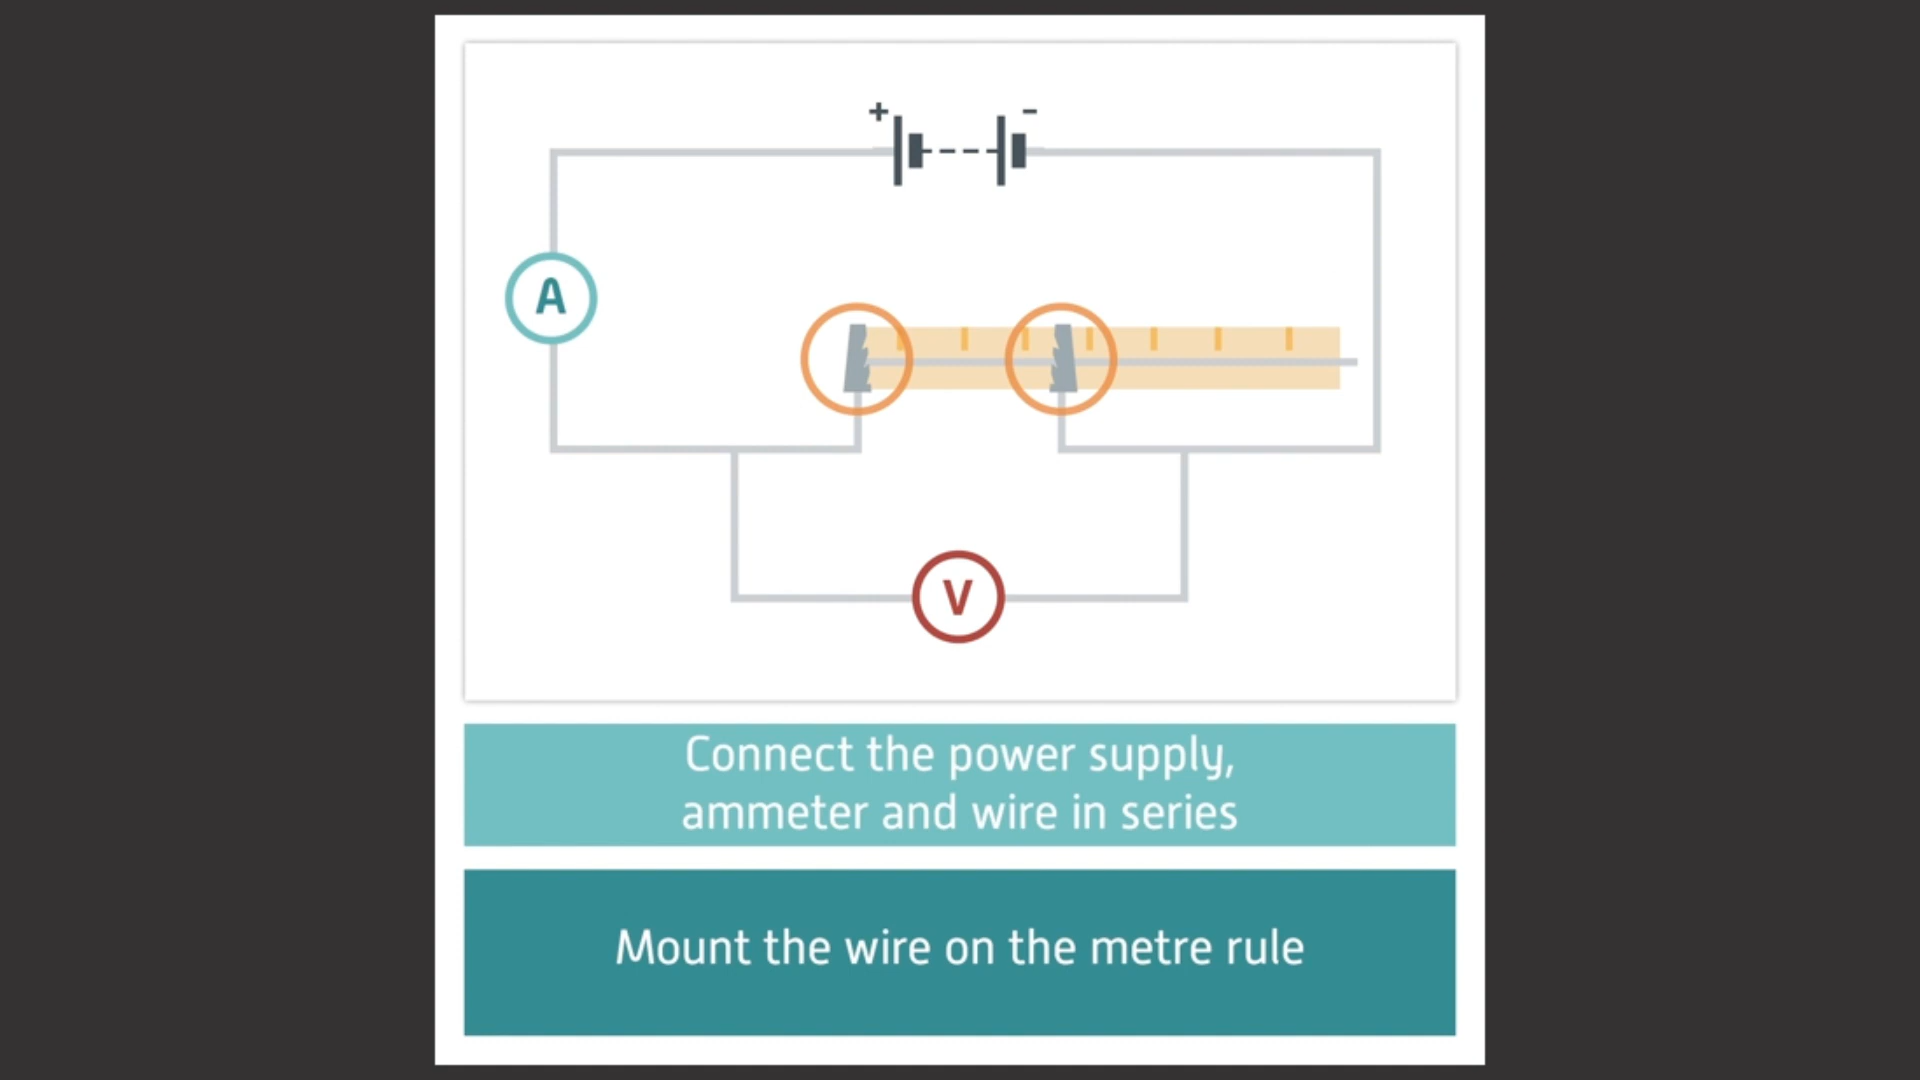 + -
A
V
Connect the power supply,
ammeter and wire in series
Mount the wire on the metre rule